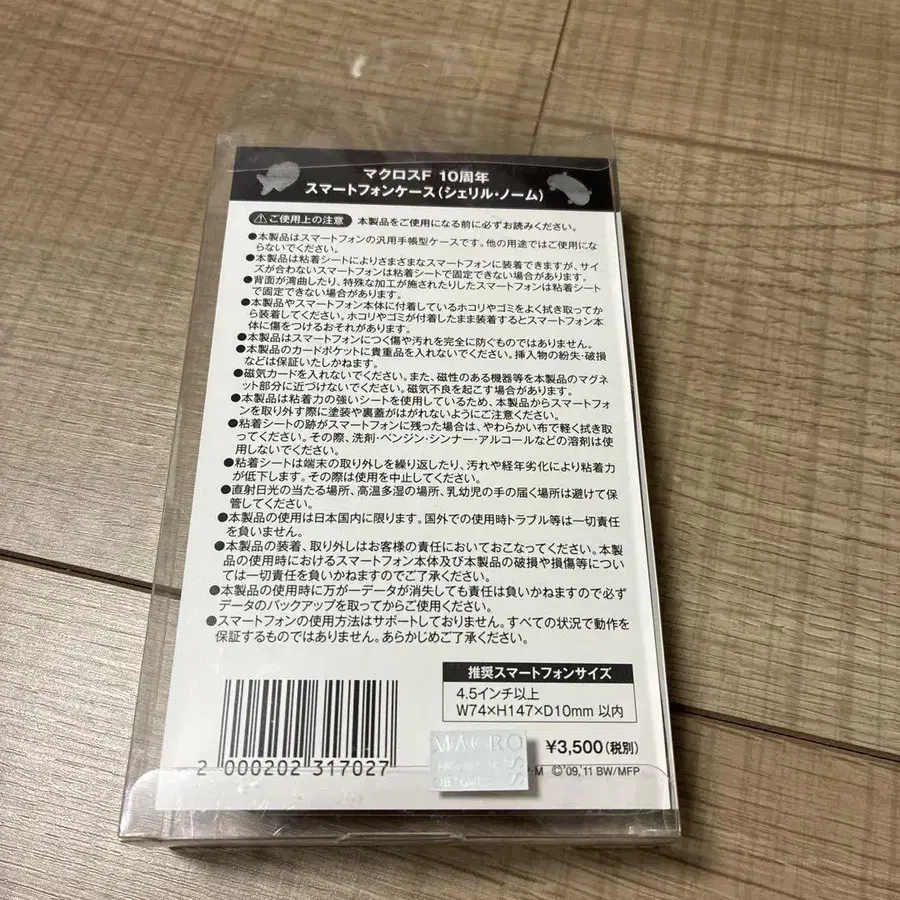 マクロスF 10周年
スマートフォンケース(シェリル・ノーム)
ご使用上の注意 本製品をご使用になる前に必ずお読みください。
●本製品はスマートフォンの汎用手帳型ケースです。他の用途ではご使用にな
らないでください。
●本製品は粘着シートによりさまざまなスマートフォンに装着できますが、サイ
ズが合わないスマートフォンは粘着シートで固定できない場合があります。
●背面が湾曲したり、特殊な加工が施されたりしたスマートフォンは粘着シート
で固定できない場合があります。
●本製品やスマートフォン本体に付着しているホコリやゴミをよく拭き取ってか
ら装着してください。ホコリやゴミが付着したまま装着するとスマートフォン本
体に傷をつけるおそれがあります。
●本製品はスマートフォンにつく傷や汚れを完全に防ぐものではありません。
●本製品のカードポケットに貴重品を入れないでください。挿入物の紛失・破損
などは保証いたしかねます。
●磁気カードを入れないでください。また、磁性のある機器等を本製品のマグネ
ット部分に近づけないでください。磁気不良を起こす場合があります。
●本製品は粘着力の強いシートを使用しているため、本製品からスマートフォ
ンを取り外す際に塗装や裏蓋がはがれないようにご注意ください。
●粘着シートの跡がスマートフォンに残った場合は、やわらかい布で軽く拭き取
ってください。その際、洗剤・ベンジン・シンナー・アルコールなどの溶剤は使
用しないでください。
●粘着シートは端末の取り外しを繰り返したり、汚れや経年劣化により粘着力
が低下します。その際は使用を中止してください。
●直射日光の当たる場所、高温多湿の場所、乳幼児の手の届く場所は避けて保
管してください。
●本製品の使用は日本国内に限ります。国外での使用時トラブル等は一切責任
を負いません。
●本製品の装着、取り外しはお客様の責任においておこなってください。本製
品の使用時におけるスマートフォン本体及び本製品の破損や損傷等につい
ては一切責任を負いかねますのでご了承ください。
●本製品の使用時に万が一データが消失しても責任は負いかねますので必ず
データのバックアップを取ってからご使用ください。
●スマートフォンの使用方法はサポートしておりません。すべての状況で動作を
保証するものではありません。あらかじめご了承ください。
推奨スマートフォンサイズ
4.5インチ以上
W74×H147×D10mm 以内
¥3,500(税別)
2 000202 317027
MACRO
・M ©'09,'11 BW/MFP